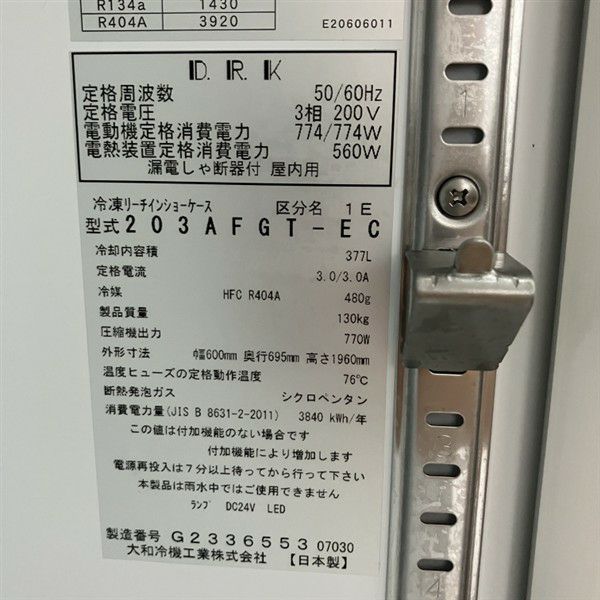 R134a 1430
R404A 3920
E20606011
D.R.K
定格周波数 50/60Hz
定格電圧 3相 200V
電動機定格消費電力 774/774W
電熱装置定格消費電力 560W
漏電しゃ断器付 屋内用
冷凍リーチインショーケース 区分名 1E
型式 203AFGT-EC
冷却内容積 377L
定格電流 3.0/3.0A
冷媒 HFC R404A 480g
製品質量 130kg
圧縮機出力 770W
外形寸法 幅600mm 奥行695mm 高さ1960mm
温度ヒューズの定格動作温度 76℃
断熱発泡ガス シクロペンタン
消費電力量(JIS B 8631-2-2011) 3840 kWh/年
この値は付加機能のない場合です
付加機能により増加します
電源再投入は7分以上待ってから行って下さい
本製品は雨水中ではご使用できません
ランプ DC24V LED
製造番号 G2336553 07030
大和冷機工業株式会社 【日本製】
1
4